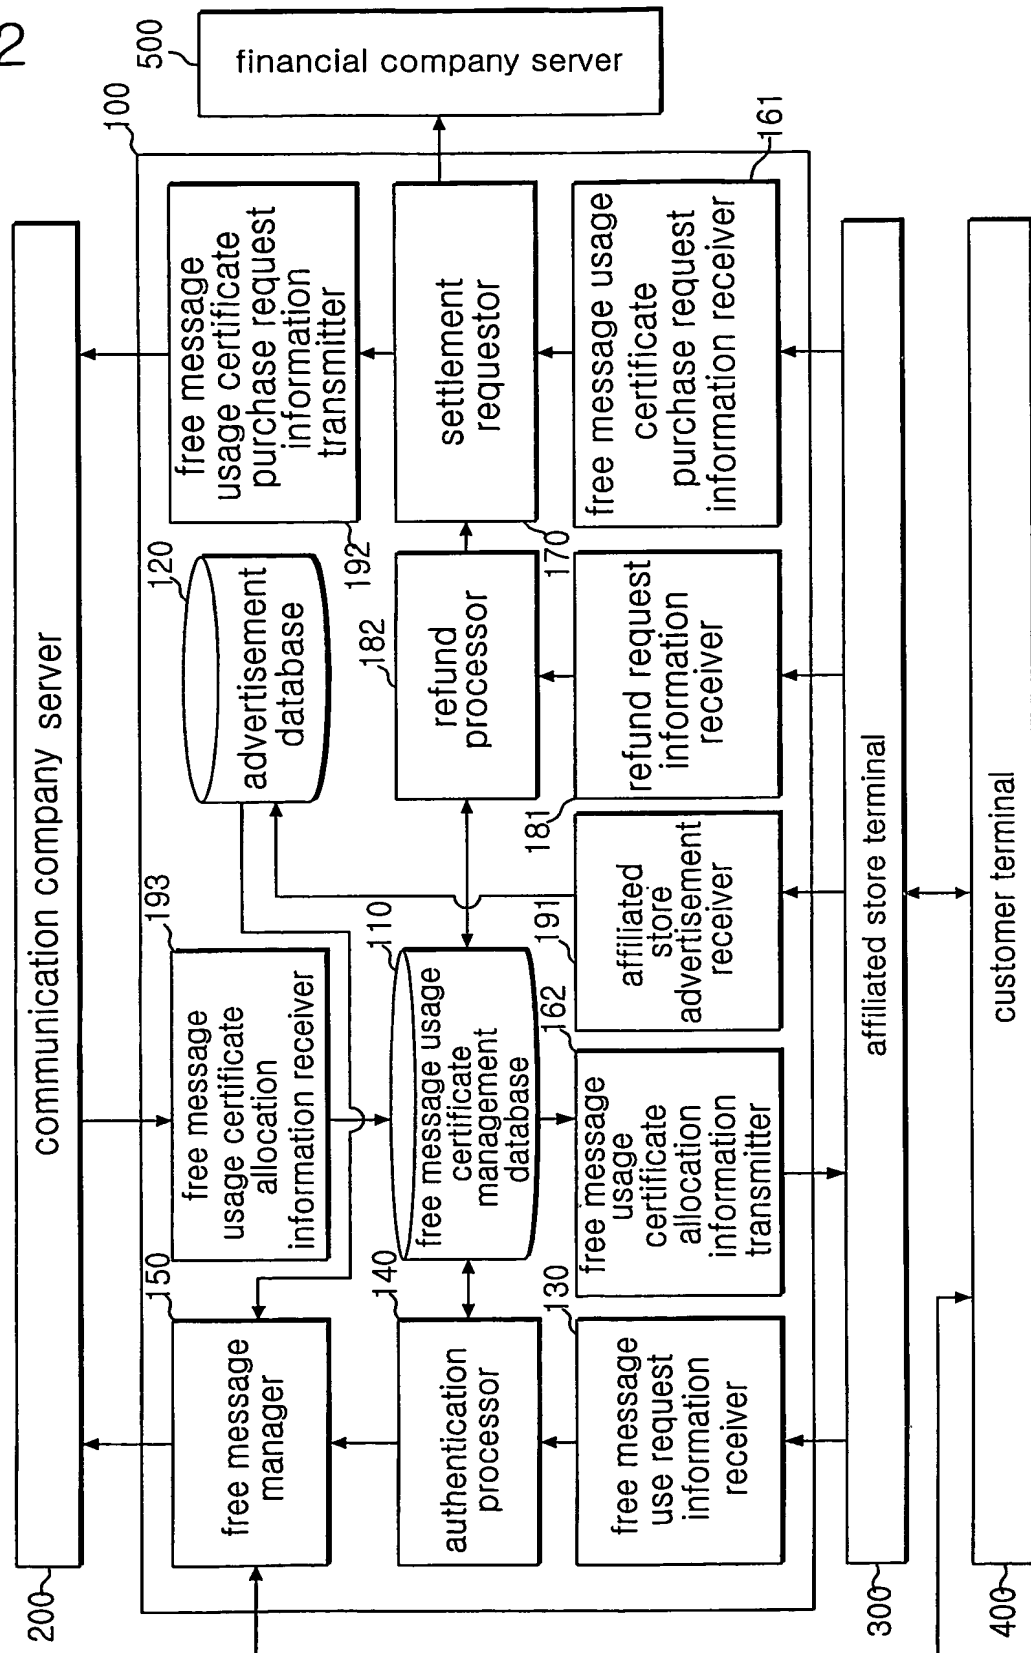 2
200
communication company server
100
500
financial company server
150
free message
manager
193
free message
usage certificate
allocation
information receiver
120
advertisement
database
192
free message
usage certificate
purchase request
information
transmitter
140
authentication
processor
110
free message usage
certificate
management
database
182
refund
processor
170
settlement
requestor
130
free message
use request
information
receiver
162
free message
usage
certificate
allocation
information
transmitter
191
affiliated
store
advertisement
receiver
181
refund request
information
receiver
161
free message usage
certificate
purchase request
information receiver
300
affiliated store terminal
400
customer terminal